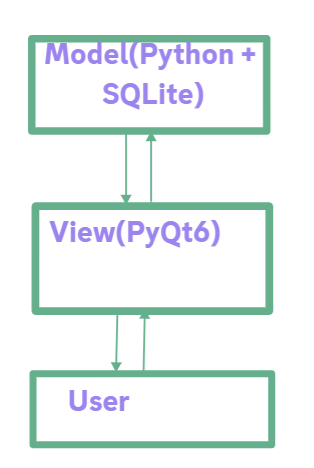 Model(Python +
SQLite)
View(PyQt6)
User